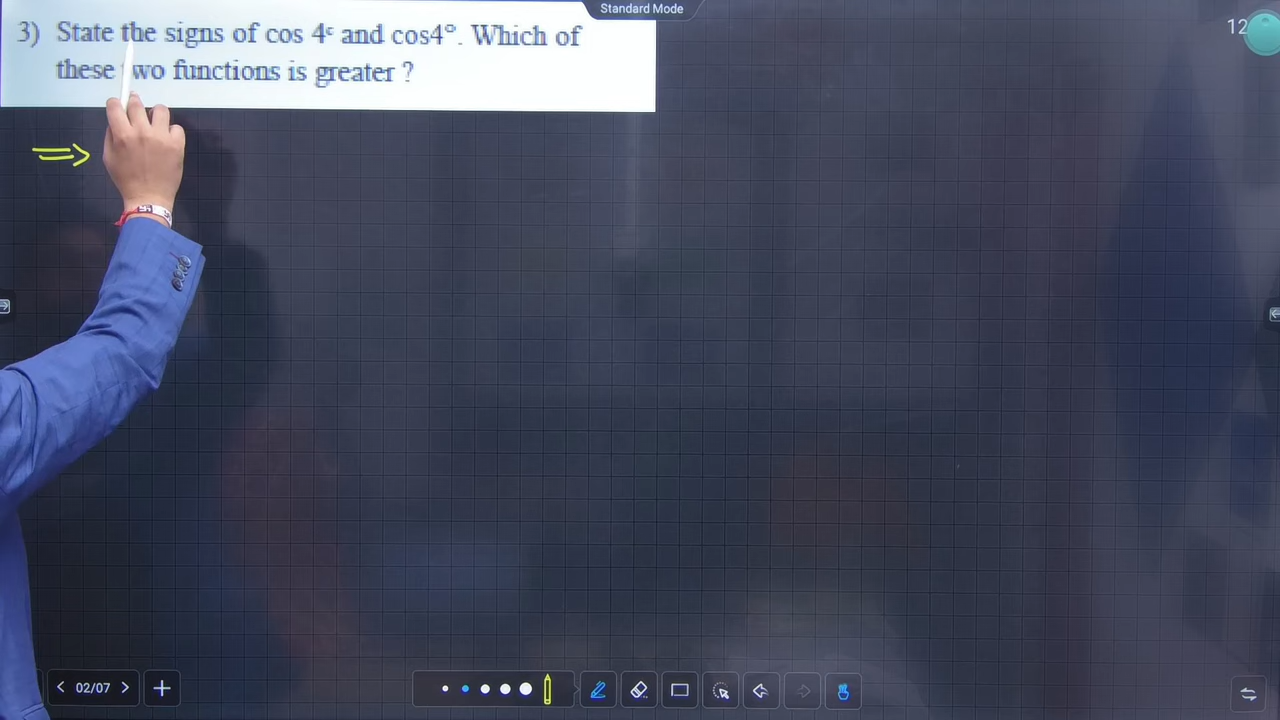 Standard Mode
3) State the signs of cos 4ᶜ and cos4°. Which of
these two functions is greater ?
12
02/07